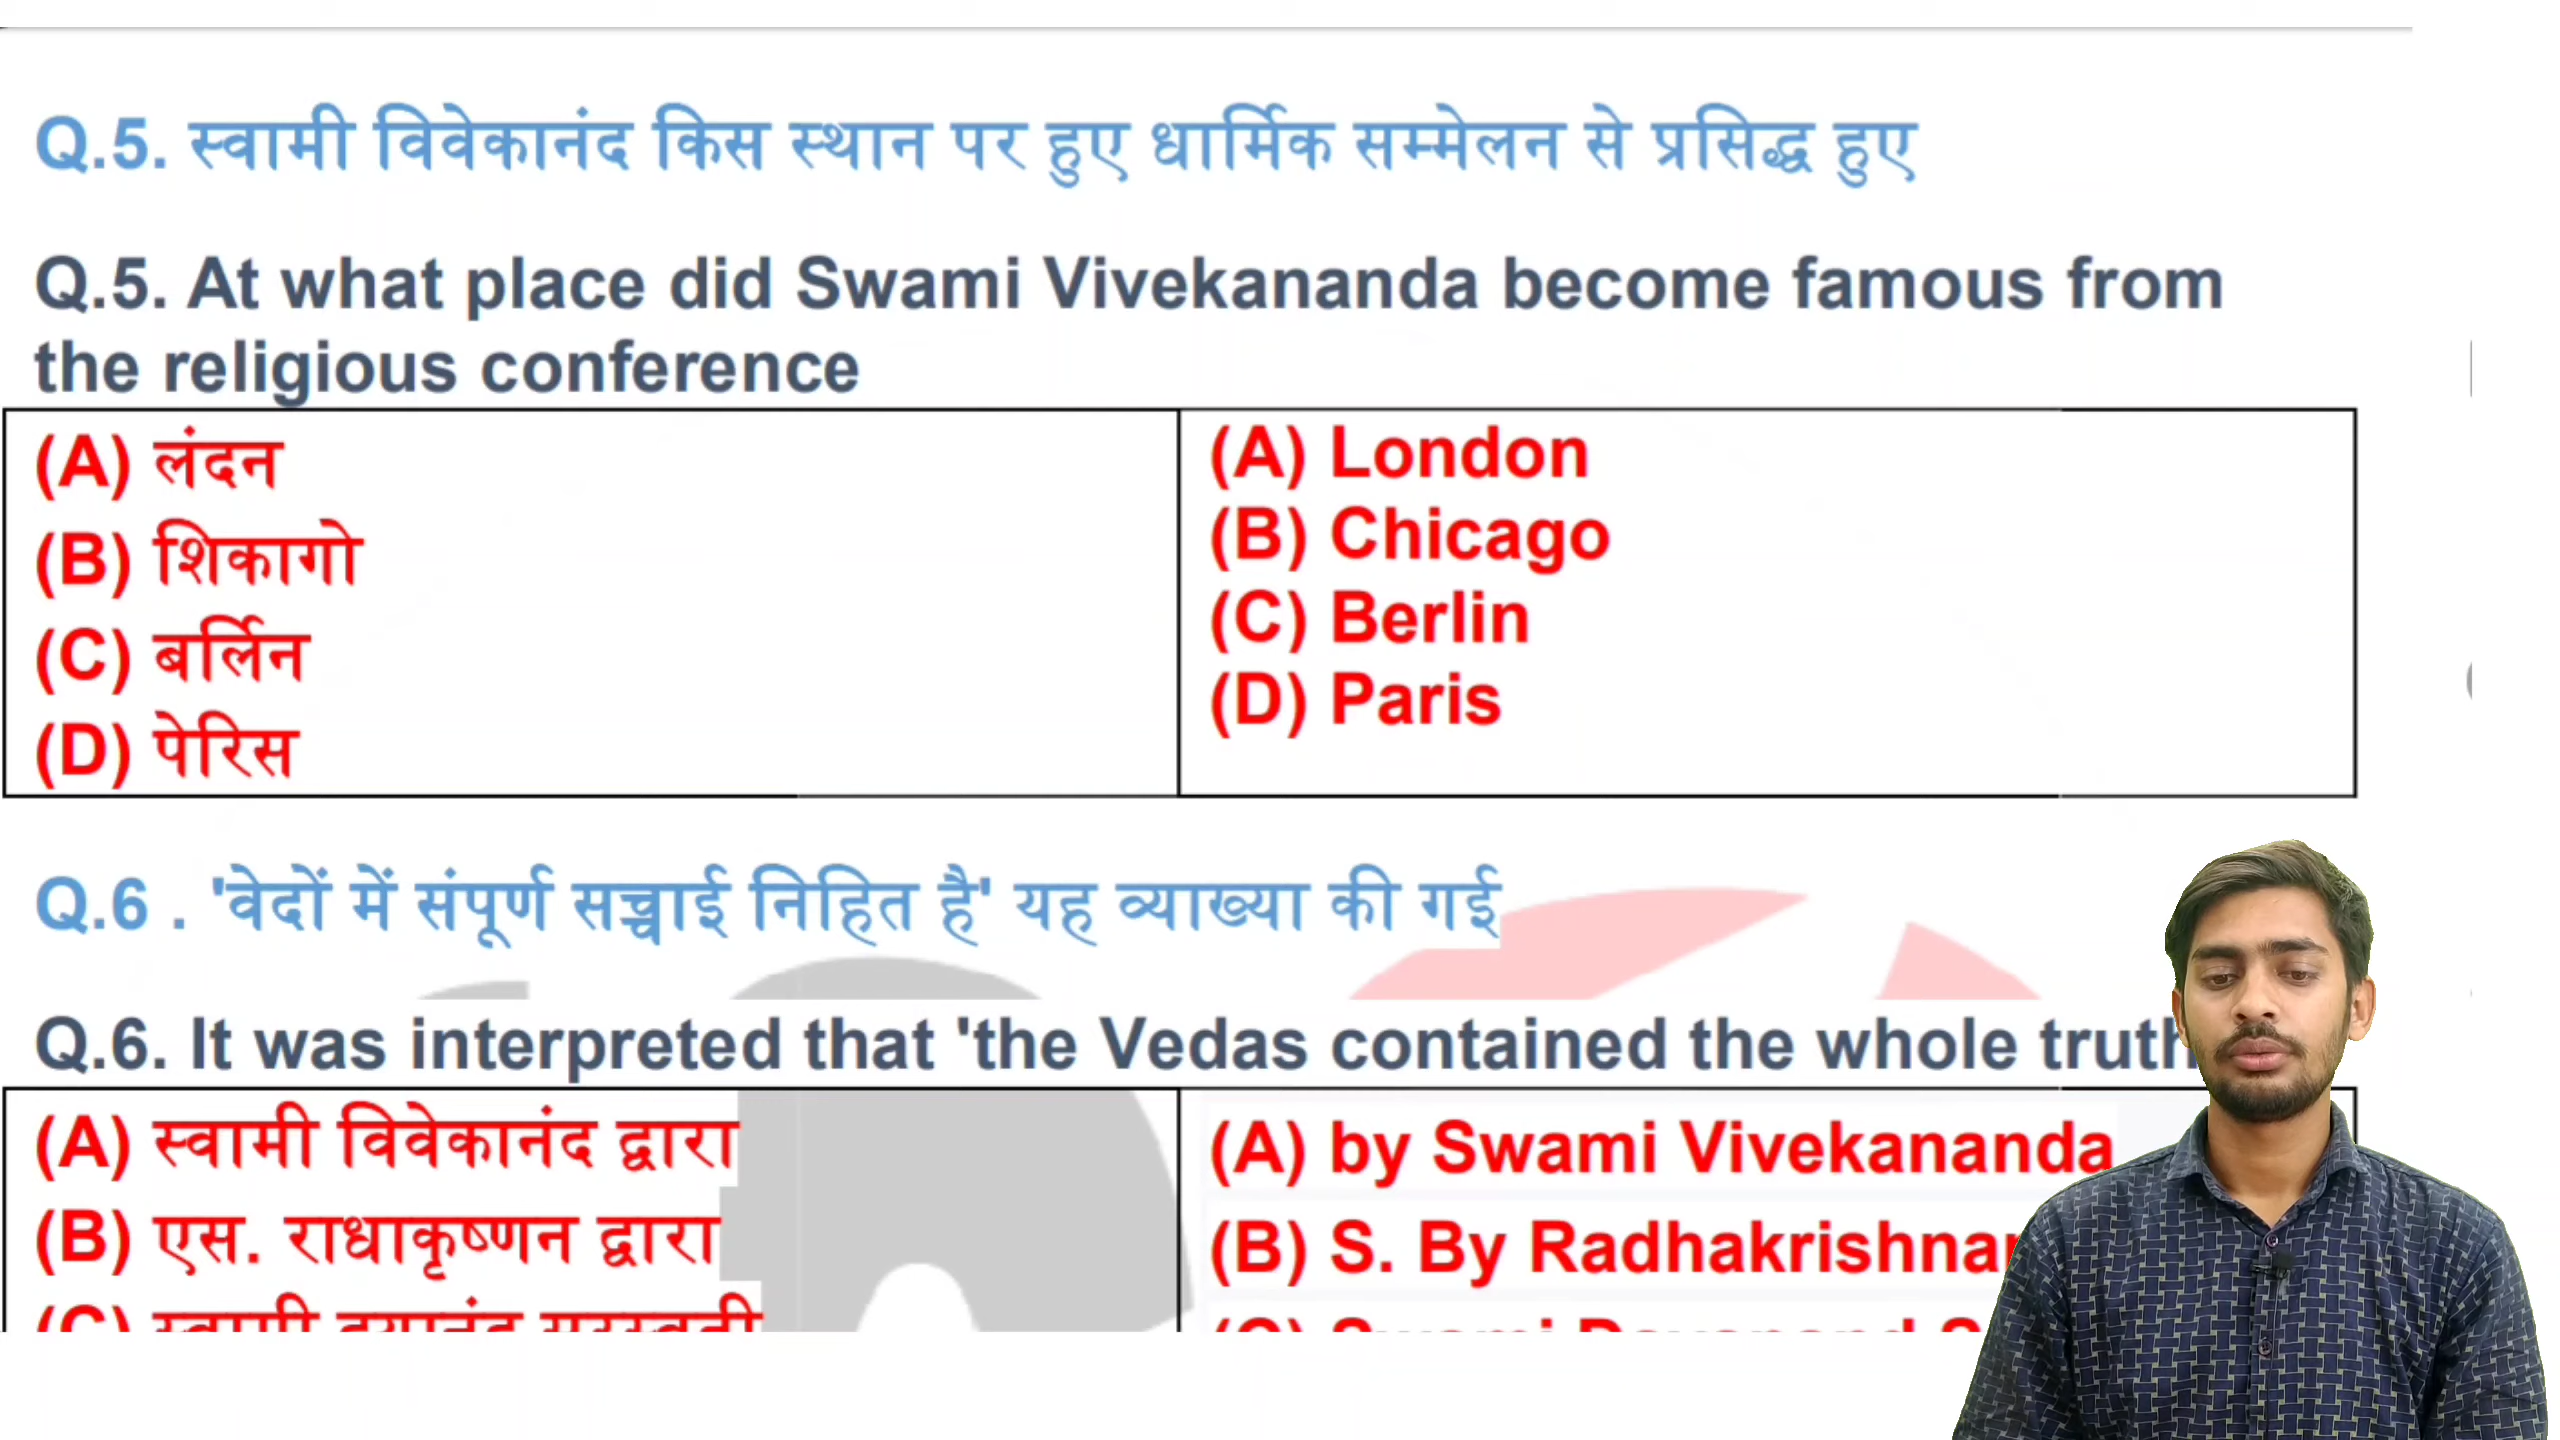 Q.5. स्वामी विवेकानंद किस स्थान पर हुए धार्मिक सम्मेलन से प्रसिद्ध हुए
Q.5. At what place did Swami Vivekananda become famous from
the religious conference
(A) लंदन
(B) शिकागो
(C) बर्लिन
(D) पेरिस
(A) London
(B) Chicago
(C) Berlin
(D) Paris
Q.6 . 'वेदों में संपूर्ण सच्चाई निहित है' यह व्याख्या की गई
Q.6. It was interpreted that 'the Vedas contained the whole truth
(A) स्वामी विवेकानंद द्वारा
(B) एस. राधाकृष्णन द्वारा
(A) by Swami Vivekananda
(B) S. By Radhakrishnan